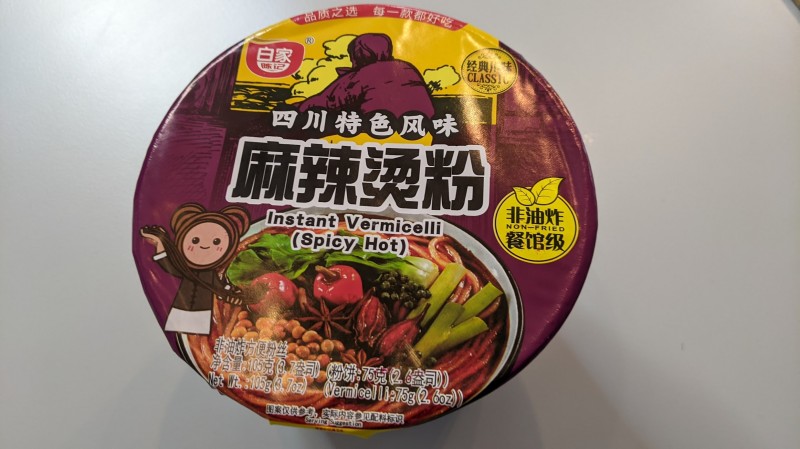 品质之选 每一款都好吃
白家
陈记
®
经典川味
CLASSIC
四川特色风味
麻辣烫粉
Instant Vermicelli
(Spicy Hot)
非油炸
NON-FRIED
餐馆级
非油炸方便粉丝
净含量:105克(3.7盎司) (粉饼:75克(2.6盎司))
Net Wt.:105g(3.7oz) (Vermicelli:75g(2.6oz))
图案仅供参考，实际内容参见配料标识
Serving Suggestion